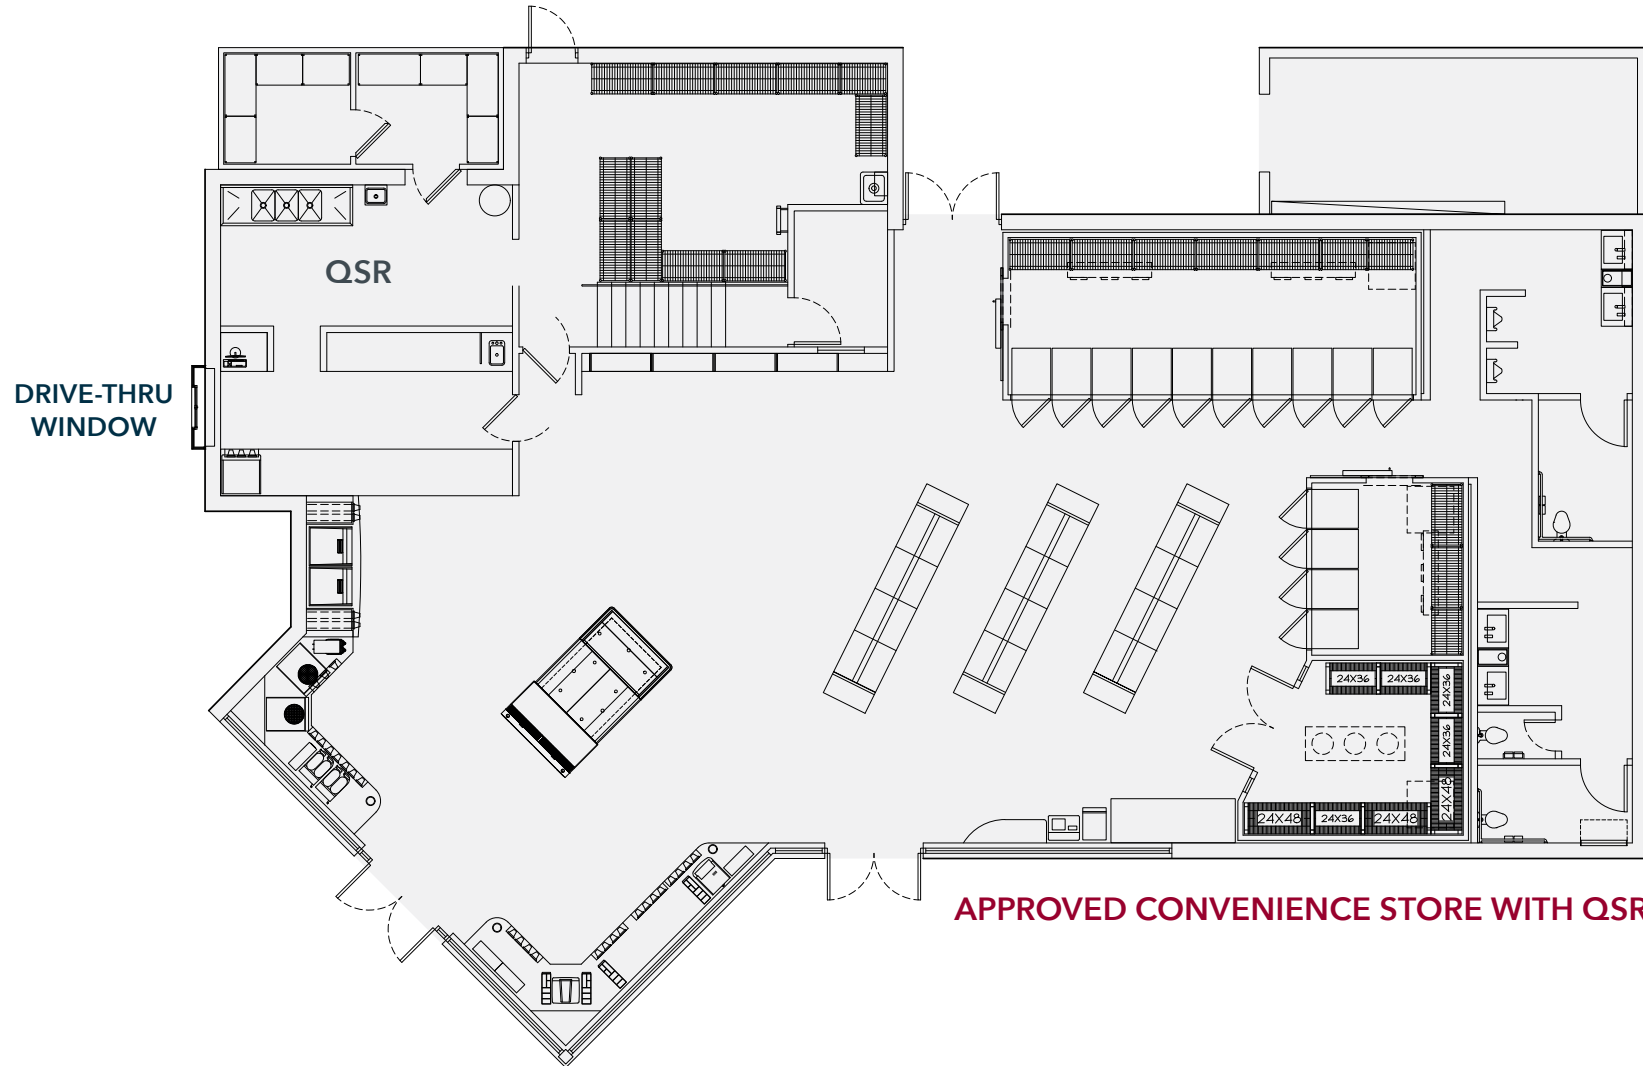 QSR
DRIVE-THRU
WINDOW
24X36
24X36
24X36
24X36
24X48
24X48
24X36
24X48
APPROVED CONVENIENCE STORE WITH QSR